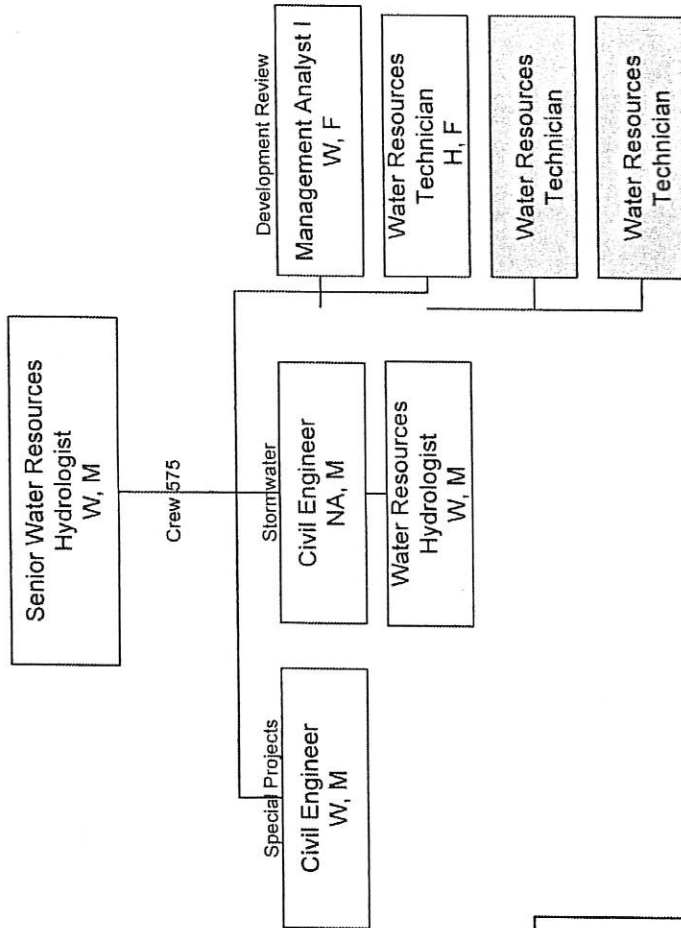 Senior Water Resources
Hydrologist
W, M
Crew 575
Special Projects
Civil Engineer
W, M
Stormwater
Civil Engineer
NA, M
Water Resources
Hydrologist
W, M
Development Review
Management Analyst I
W, F
Water Resources
Technician
H, F
Water Resources
Technician
Water Resources
Technician